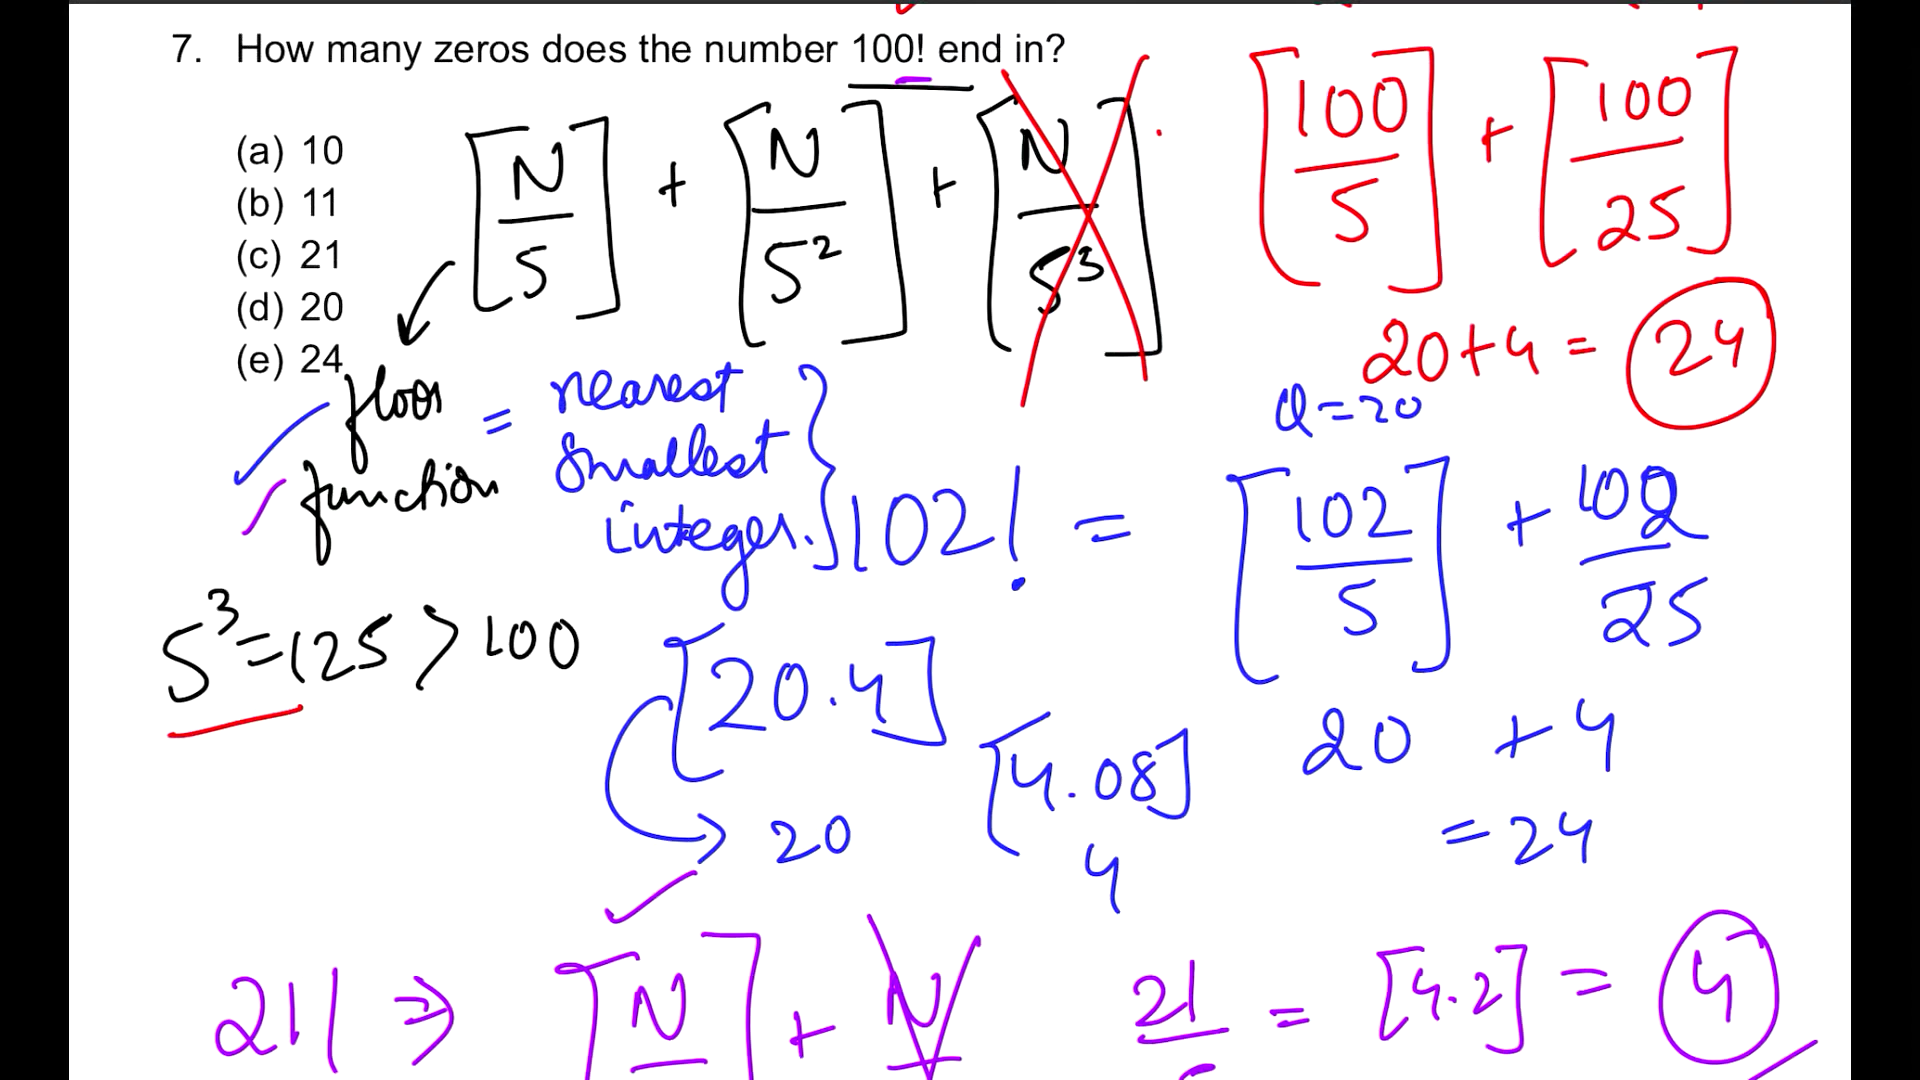 7. How many zeros does the number 100! end in?
(a) 10
(b) 11
(c) 21
(d) 20
(e) 24
[N/5] + [N/5²] + [N/5³]
[100/5] + [100/25]
20+4 = 24
Q=20
floor function = nearest smallest integer.}
5³=125 > 100
102! = [102/5] + 102/25
[20.4]
20
[4.08]
4
20 + 4
= 24
21! ⇒ [N/ ] + N/
21/ = [4.2] = 4